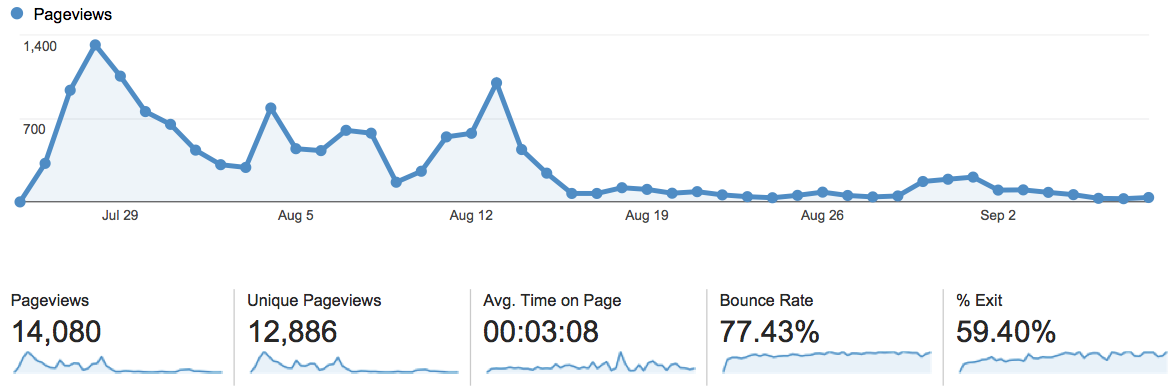 Pageviews
1,400
700
Jul 29 Aug 5 Aug 12 Aug 19 Aug 26 Sep 2
Pageviews Unique Pageviews Avg. Time on Page Bounce Rate % Exit
14,080 12,886 00:03:08 77.43% 59.40%